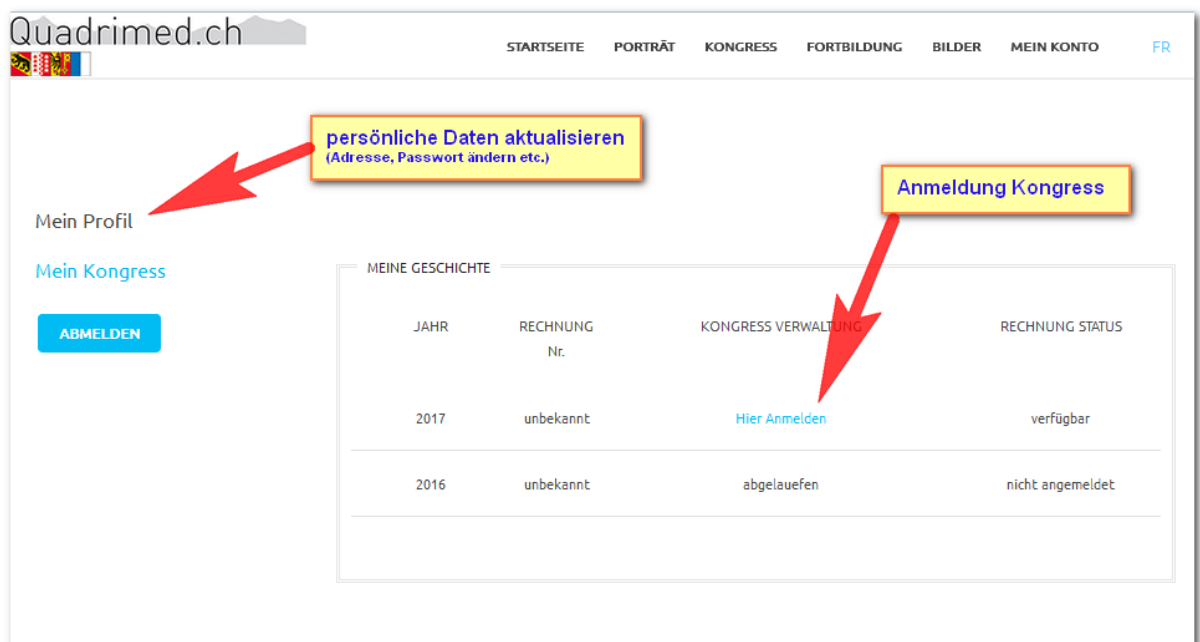 Quadrimed.ch
STARTSEITE PORTRÄT KONGRESS FORTBILDUNG BILDER MEIN KONTO FR
persönliche Daten aktualisieren
(Adresse, Passwort ändern etc.)
Anmeldung Kongress
Mein Profil
Mein Kongress
ABMELDEN
MEINE GESCHICHTE
JAHR RECHNUNG KONGRESS VERWALTUNG RECHNUNG STATUS
Nr.
2017 unbekannt Hier Anmelden verfügbar
2016 unbekannt abgelauefen nicht angemeldet